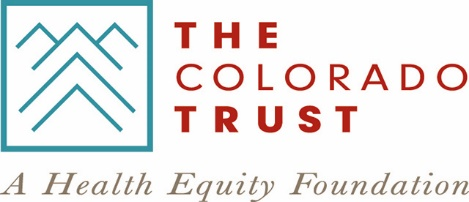 THE
COLORADO
TRUST
A Health Equity Foundation